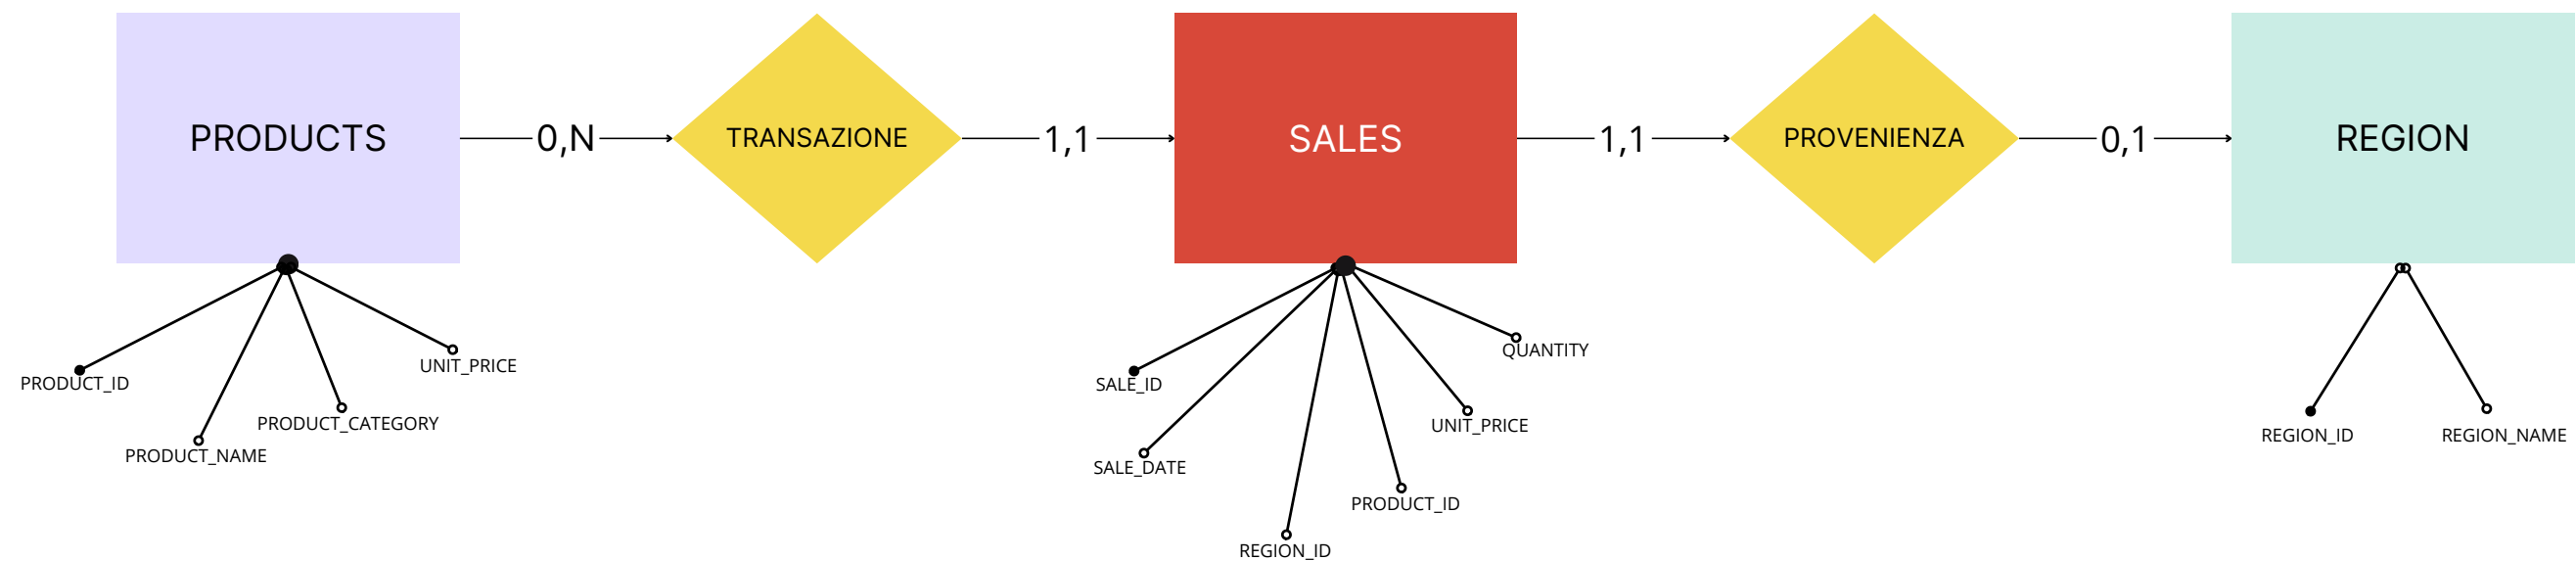 PRODUCTS
0,N
TRANSAZIONE
1,1
SALES
1,1
PROVENIENZA
0,1
REGION
PRODUCT_ID
PRODUCT_NAME
PRODUCT_CATEGORY
UNIT_PRICE
SALE_ID
SALE_DATE
REGION_ID
PRODUCT_ID
UNIT_PRICE
QUANTITY
REGION_ID
REGION_NAME